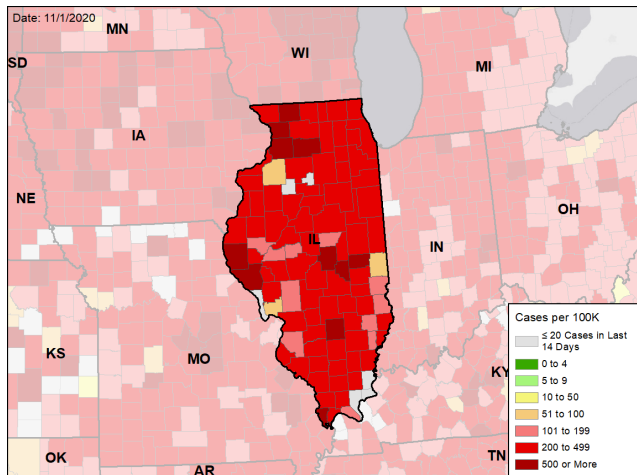 Date: 11/1/2020
MN
WI
SD
MI
IA
NE
OH
IL
IN
KS
MO
KY
OK
AR
TN
Cases per 100K
≤ 20 Cases in Last
14 Days
0 to 4
5 to 9
10 to 50
51 to 100
101 to 199
200 to 499
500 or More